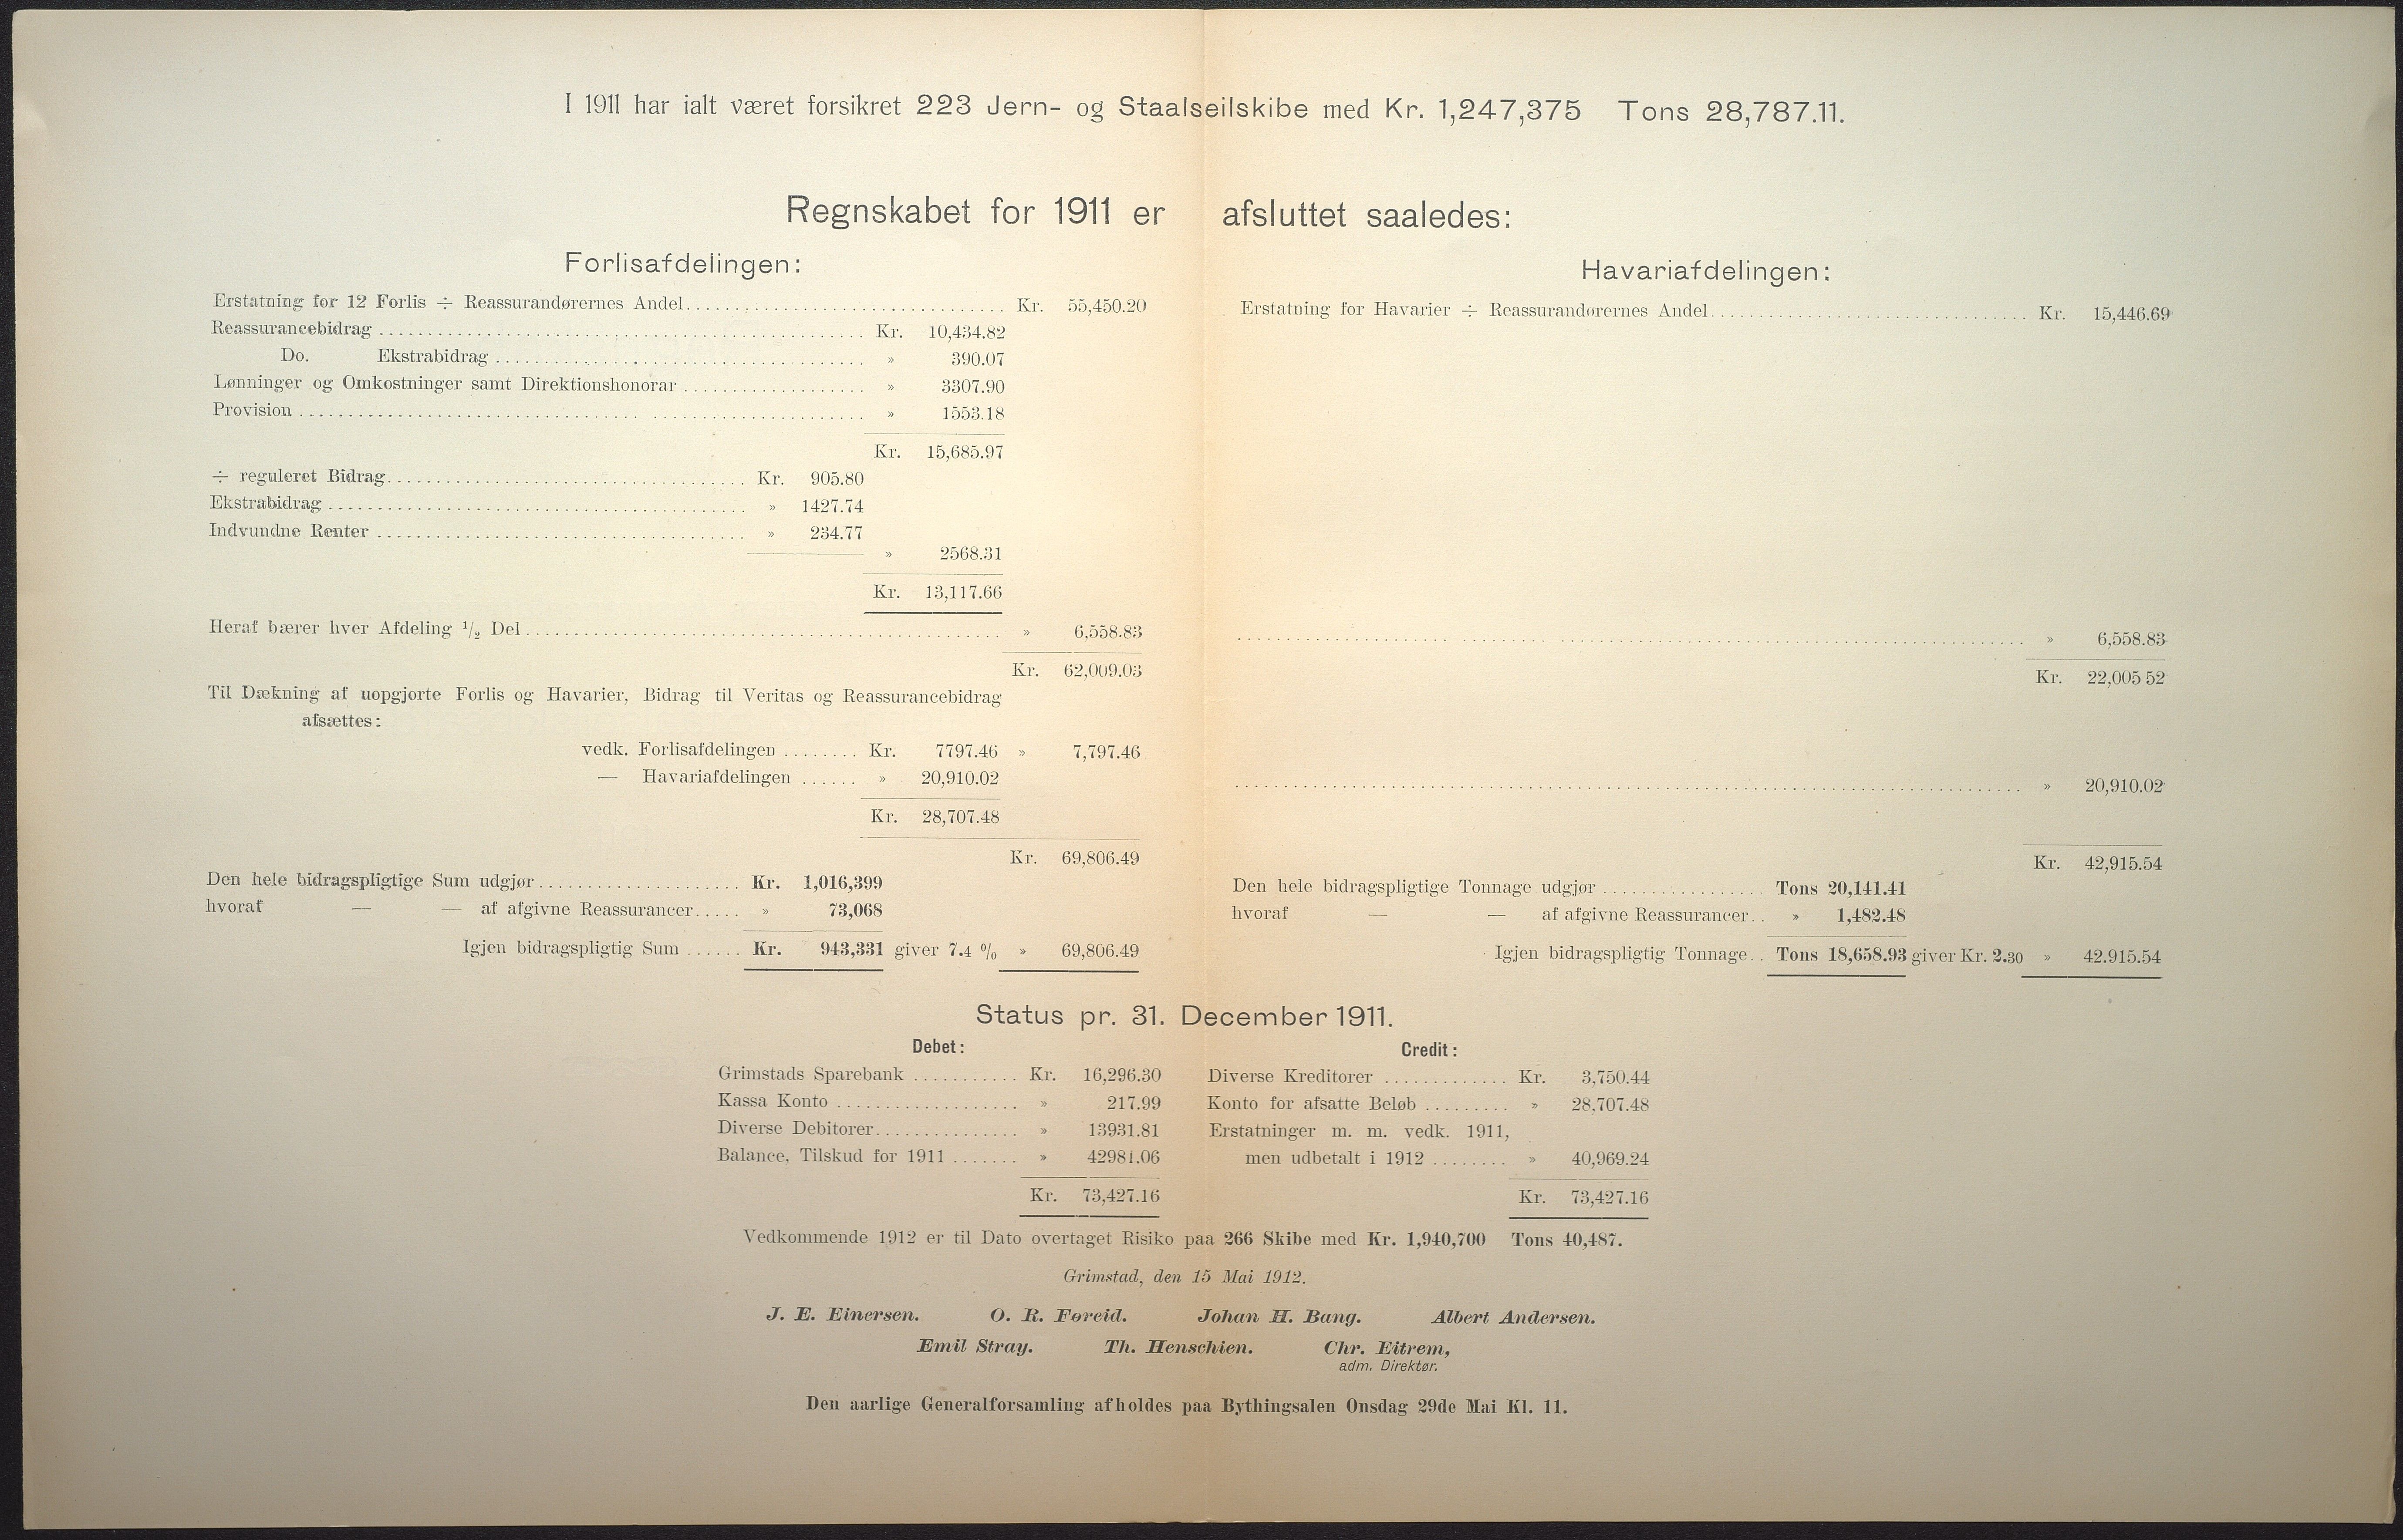 I 1911 har ialt været forsikret 223 Jern- og Staalseilskibe med Kr. 1,247,375 Tons 28,787.11.
Regnskabet for 1911 er afsluttet saaledes:
Forlisafdelingen:
Erstatning for 12 Forlis ÷ Reassurandørernes Andel.................................. Kr. 55,450.20
Reassurancebidrag .................................................. Kr. 10,434.82
Do. Ekstrabidrag ...................................... » 390.07
Lønninger og Omkostninger samt Direktionshonorar ................... » 3307.90
Provision .......................................................... » 1553.18
Kr. 15,685.97
÷ reguleret Bidrag..................................... Kr. 905.80
Ekstrabidrag ........................................... » 1427.74
Indvundne Renter ...................................... » 234.77
» 2568.31
Kr. 13,117.66
Heraf bærer hver Afdeling 1/2 Del................................................. » 6,558.83
Kr. 62,009.03
Til Dækning af uopgjorte Forlis og Havarier, Bidrag til Veritas og Reassurancebidrag
afsættes:
vedk. Forlisafdelingen ........ Kr. 7797.46 » 7,797.46
— Havariafdelingen ...... » 20,910.02
Kr. 28,707.48
Kr. 69,806.49
Den hele bidragspligtige Sum udgjør..................... Kr. 1,016,399
hvoraf — — af afgivne Reassurancer..... » 73,068
Igjen bidragspligtig Sum ...... Kr. 943,331 giver 7.4 % » 69,806.49
Havariafdelingen:
Erstatning for Havarier ÷ Reassurandørernes Andel................................. Kr. 15,446.69
................................................................................ » 6,558.83
Kr. 22,005 52
................................................................................ » 20,910.02
Kr. 42,915.54
Den hele bidragspligtige Tonnage udgjør ................. Tons 20,141.41
hvoraf — — af afgivne Reassurancer.. » 1,482.48
Igjen bidragspligtig Tonnage.. Tons 18,658.93 giver Kr. 2.30 » 42.915.54
Status pr. 31. December 1911.
Debet:
Grimstads Sparebank ........... Kr. 16,296.30
Kassa Konto ................... » 217.99
Diverse Debitorer............... » 13931.81
Balance, Tilskud for 1911 ....... » 42981.06
Kr. 73,427.16
Credit:
Diverse Kreditorer ............. Kr. 3,750.44
Konto for afsatte Beløb ......... » 28,707.48
Erstatninger m. m. vedk. 1911,
men udbetalt i 1912 ........ » 40,969.24
Kr. 73,427.16
Vedkommende 1912 er til Dato overtaget Risiko paa 266 Skibe med Kr. 1,940,700 Tons 40,487.
Grimstad, den 15 Mai 1912.
J. E. Einersen. O. R. Føreid. Johan H. Bang. Albert Andersen.
Emil Stray. Th. Henschien. Chr. Eitrem,
adm. Direktør.
Den aarlige Generalforsamling afholdes paa Bythingsalen Onsdag 29de Mai Kl. 11.